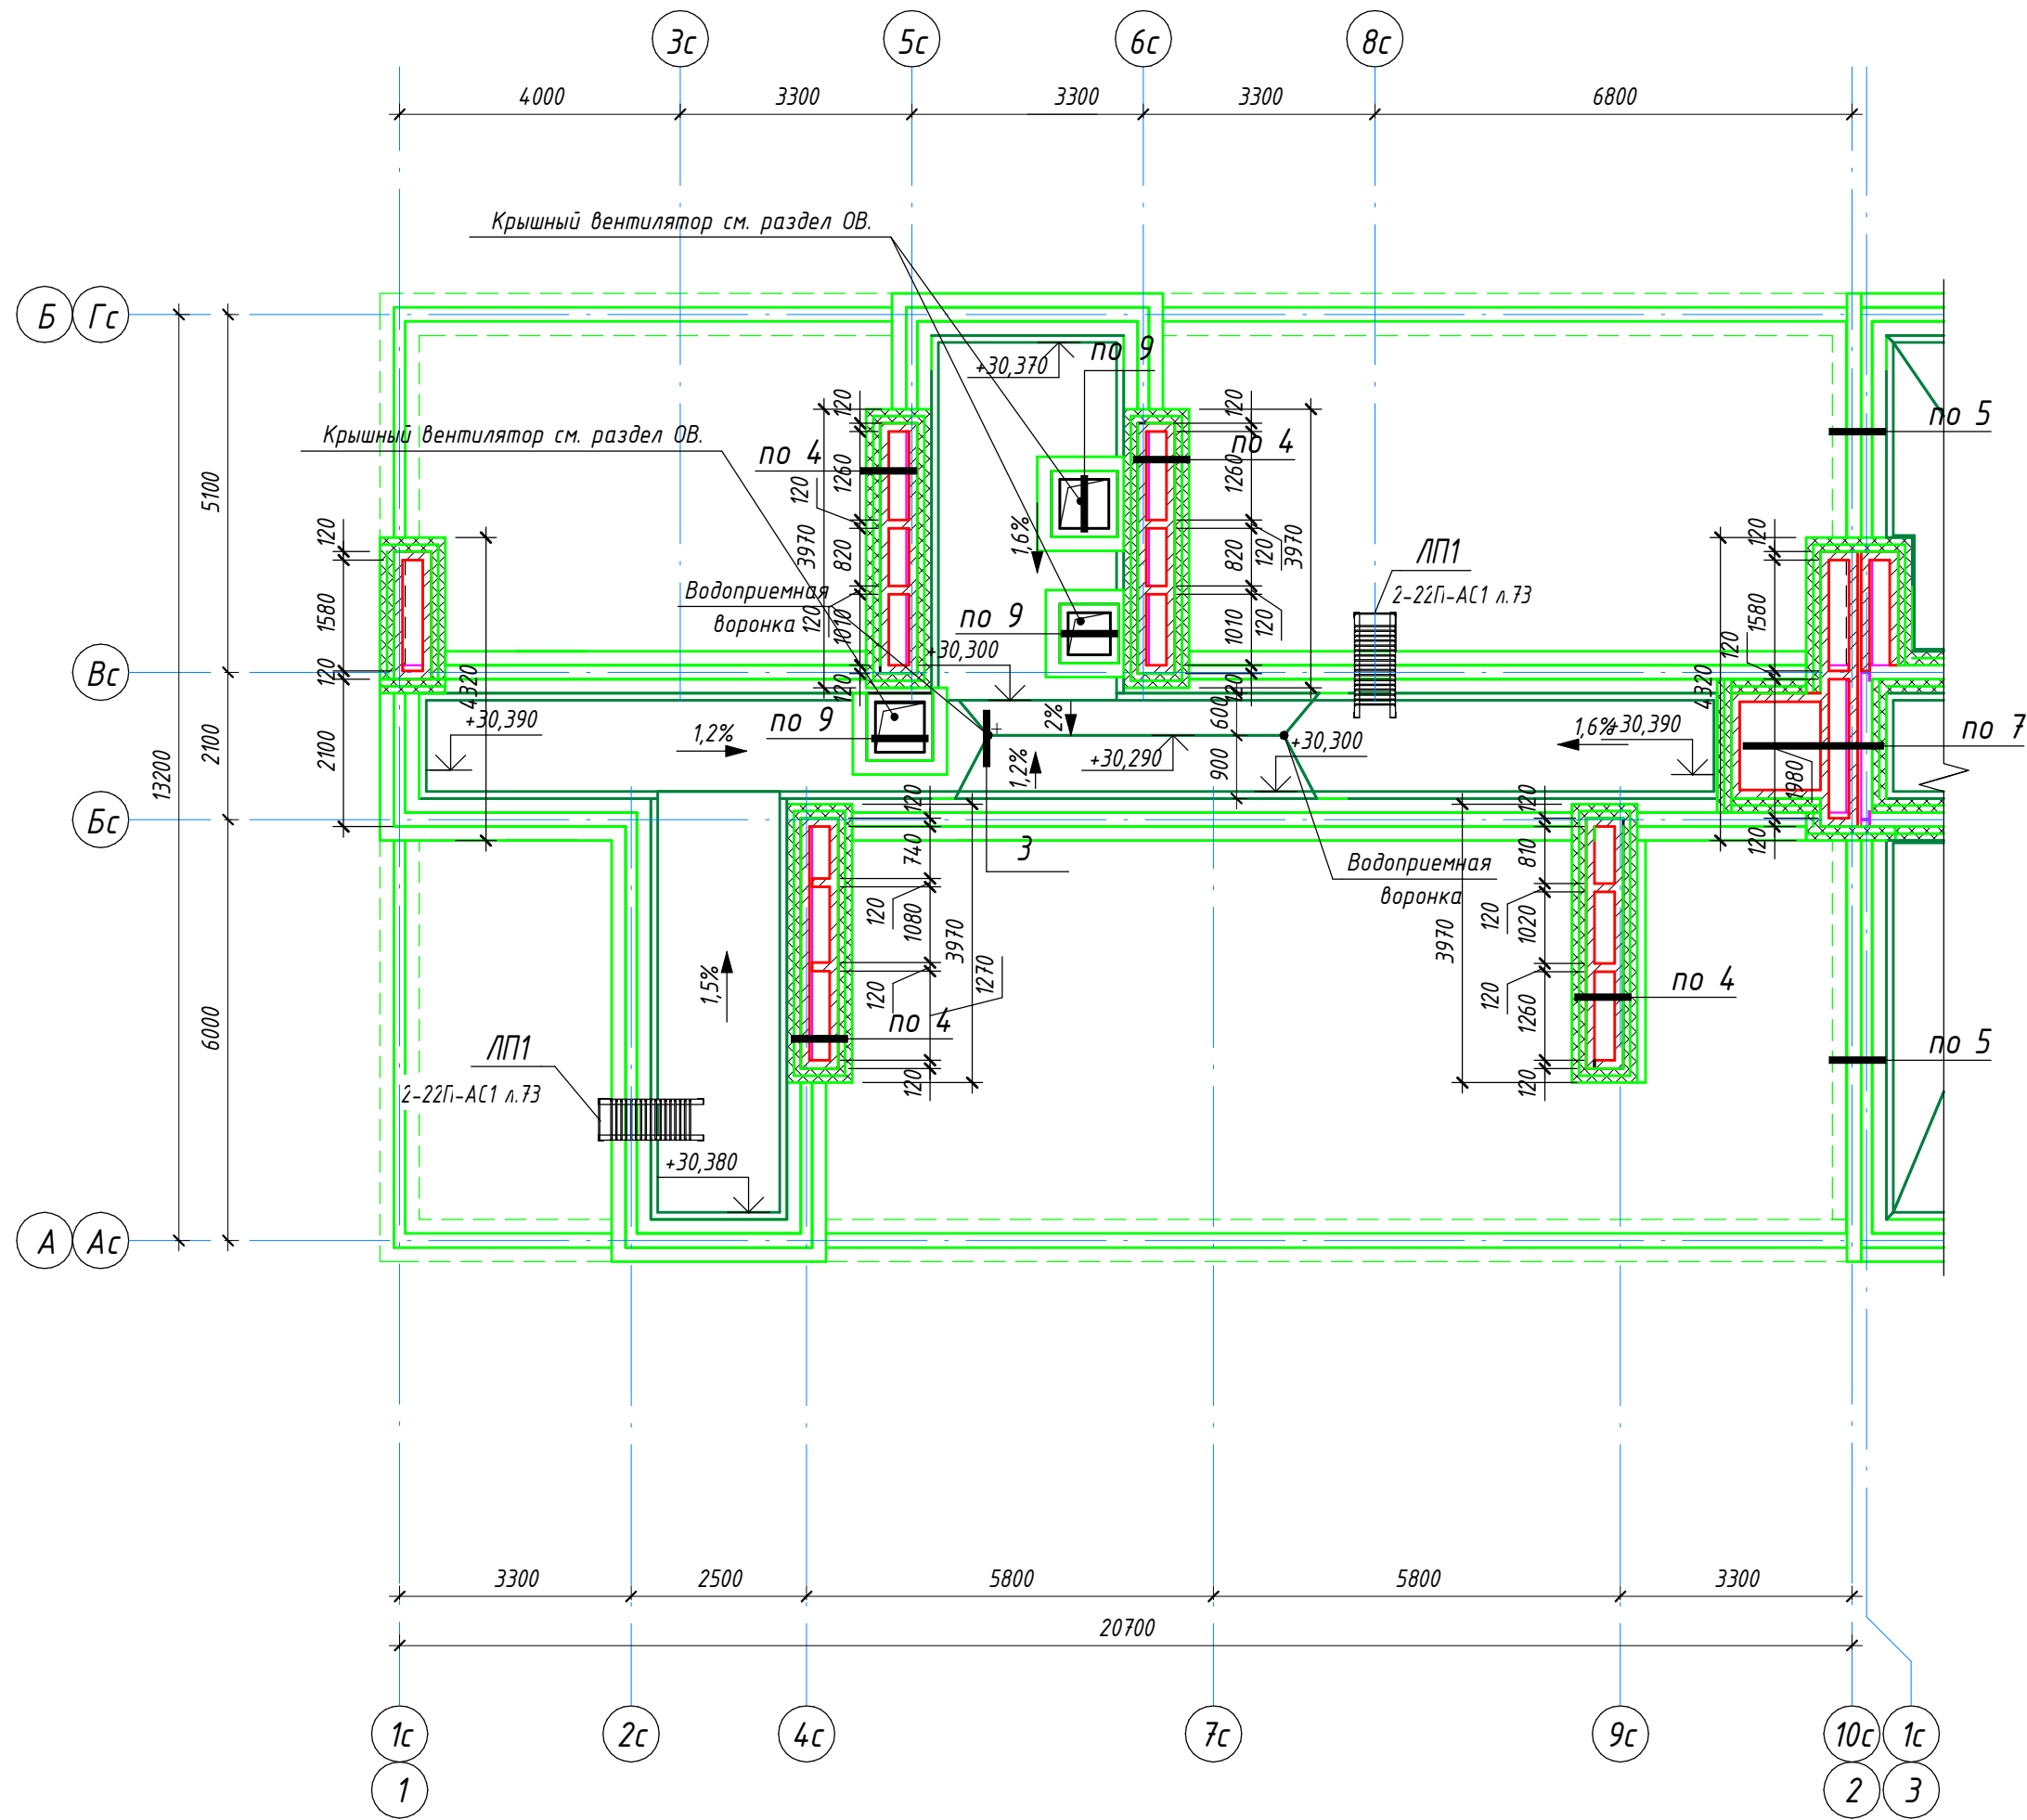 3с
5с
6с
8с
4000
3300
3300
3300
6800
Крышный вентилятор см. раздел ОВ.
Б
Гс
+30,370
по 9
120
120
по 5
Крышный вентилятор см. раздел ОВ.
по 4
по 4
1260
1260
5100
120
120
120
3970
1,6%
120
3970
ЛП1
820
820
2-22П-АС1 л.73
1580
1580
Водоприемная
воронка
120
1010
по 9
1010
120
120
Вс
120
+30,300
120
120
4320
4320
+30,390
1,2%
по 9
2%
600
+30,300
1,6%
+30,390
по 7
13200
2100
2100
1,2%
+30,290
900
1980
Бс
120
120
120
740
3
Водоприемная
воронка
810
120
1080
3970
3970
120
1020
1,5%
1270
120
120
1260
по 4
по 4
6000
ЛП1
по 5
2-22П-АС1 л.73
120
120
+30,380
А
Ас
3300
2500
5800
5800
3300
20700
1с
2с
4с
7с
9с
10с
1с
1
2
3